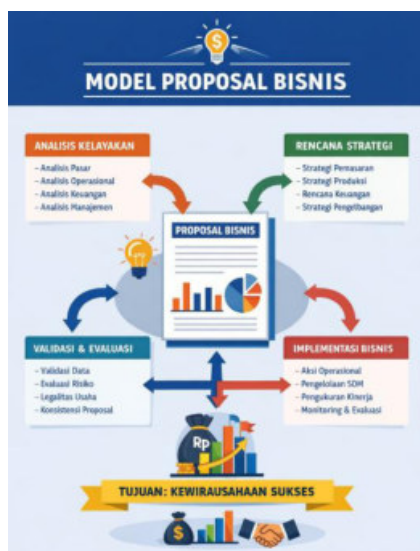 MODEL PROPOSAL BISNIS
ANALISIS KELAYAKAN
- Analisis Pasar
- Analisis Operasional
- Analisis Keuangan
- Analisis Manajemen
RENCANA STRATEGI
- Strategi Pemasaran
- Strategi Produksi
- Rencana Keuangan
- Strategi Pengelbangan
PROPOSAL BISNIS
VALIDASI & EVALUASI
- Validasi Data
- Evaluasi Risiko
- Legalitas Usaha
- Konsistensi Proposal
IMPLEMENTASI BISNIS
- Aksi Operasional
- Pengelolaan SDM
- Pengukuran Kinerja
- Monitoring & Evaluasi
Rp
TUJUAN: KEWIRAUSAHAAN SUKSES